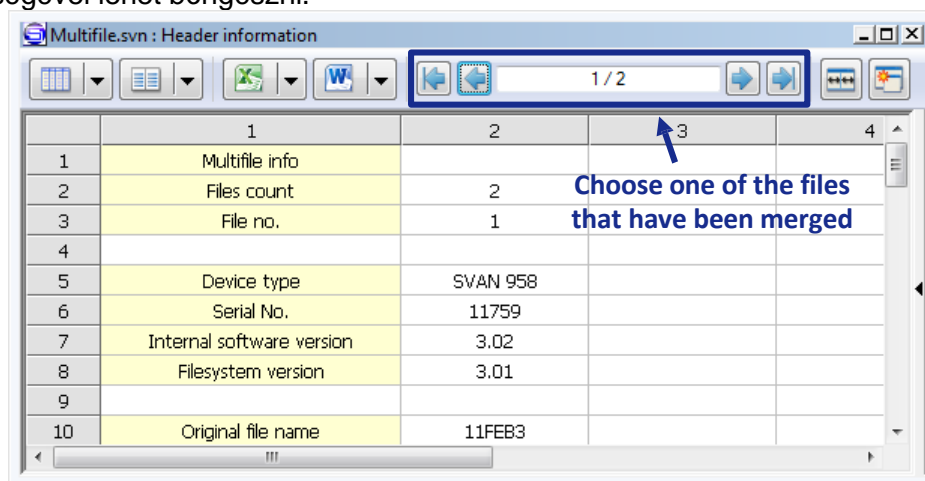 Multifile.svn : Header information
1 / 2
1 2 3 4
1 Multifile info
2 Files count 2
3 File no. 1
4
5 Device type SVAN 958
6 Serial No. 11759
7 Internal software version 3.02
8 Filesystem version 3.01
9
10 Original file name 11FEB3
Choose one of the files
that have been merged